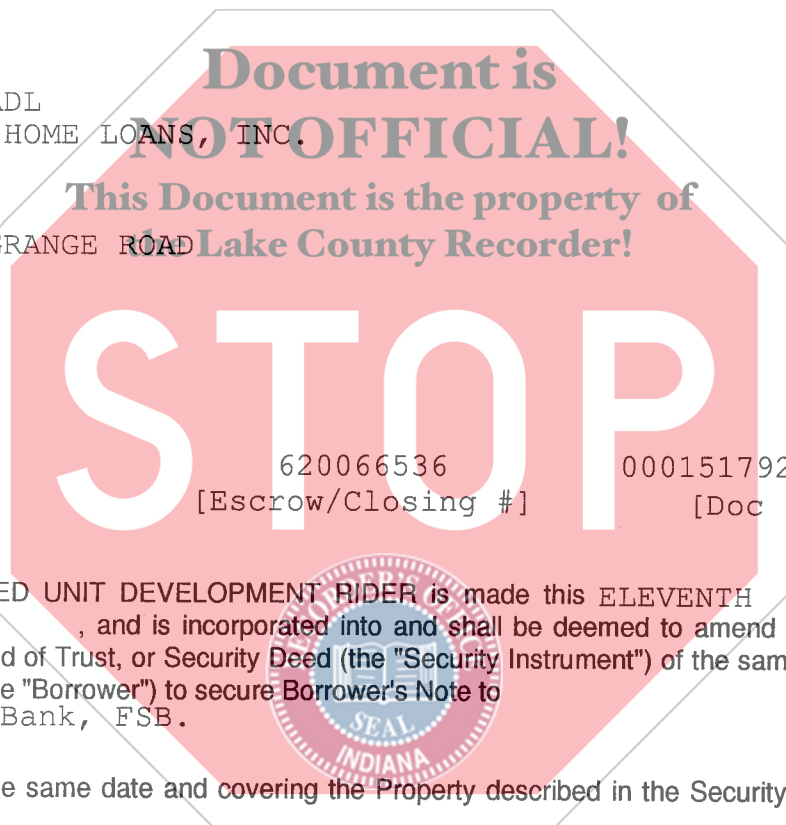 Document is
ADL
HOME LOANS, INC.
NOT OFFICIAL!
This Document is the property of
GRANGE ROAD
the Lake County Recorder!
STOP
620066536 000151792
[Escrow/Closing #] [Doc
ED UNIT DEVELOPMENT RIDER is made this ELEVENTH
, and is incorporated into and shall be deemed to amend
d of Trust, or Security Deed (the "Security Instrument") of the sam
e "Borrower") to secure Borrower's Note to
Bank, FSB.
SEAL
INDIANA
e same date and covering the Property described in the Security